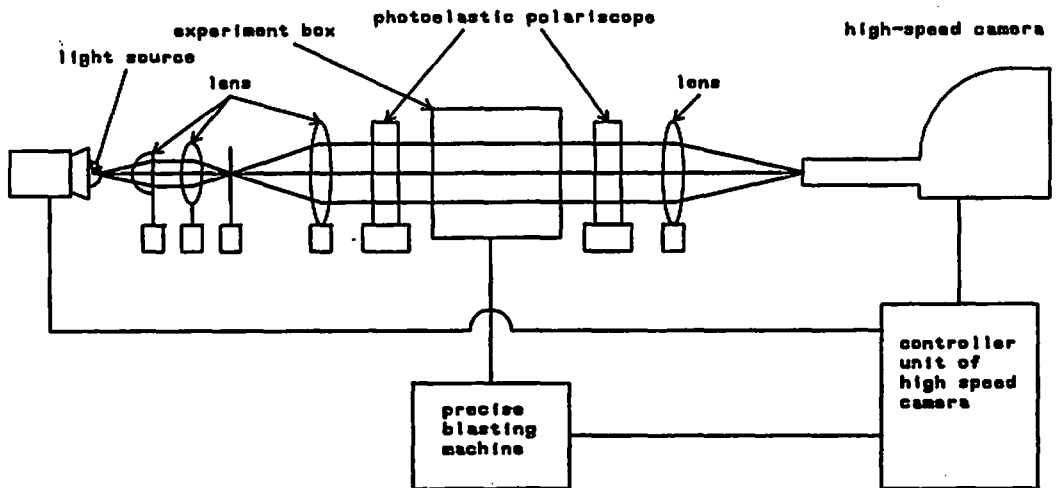 photoelastic polariscope
experiment box
high-speed camera
light source
lens
lens
controller
unit of
high speed
camera
precise
blasting
machine